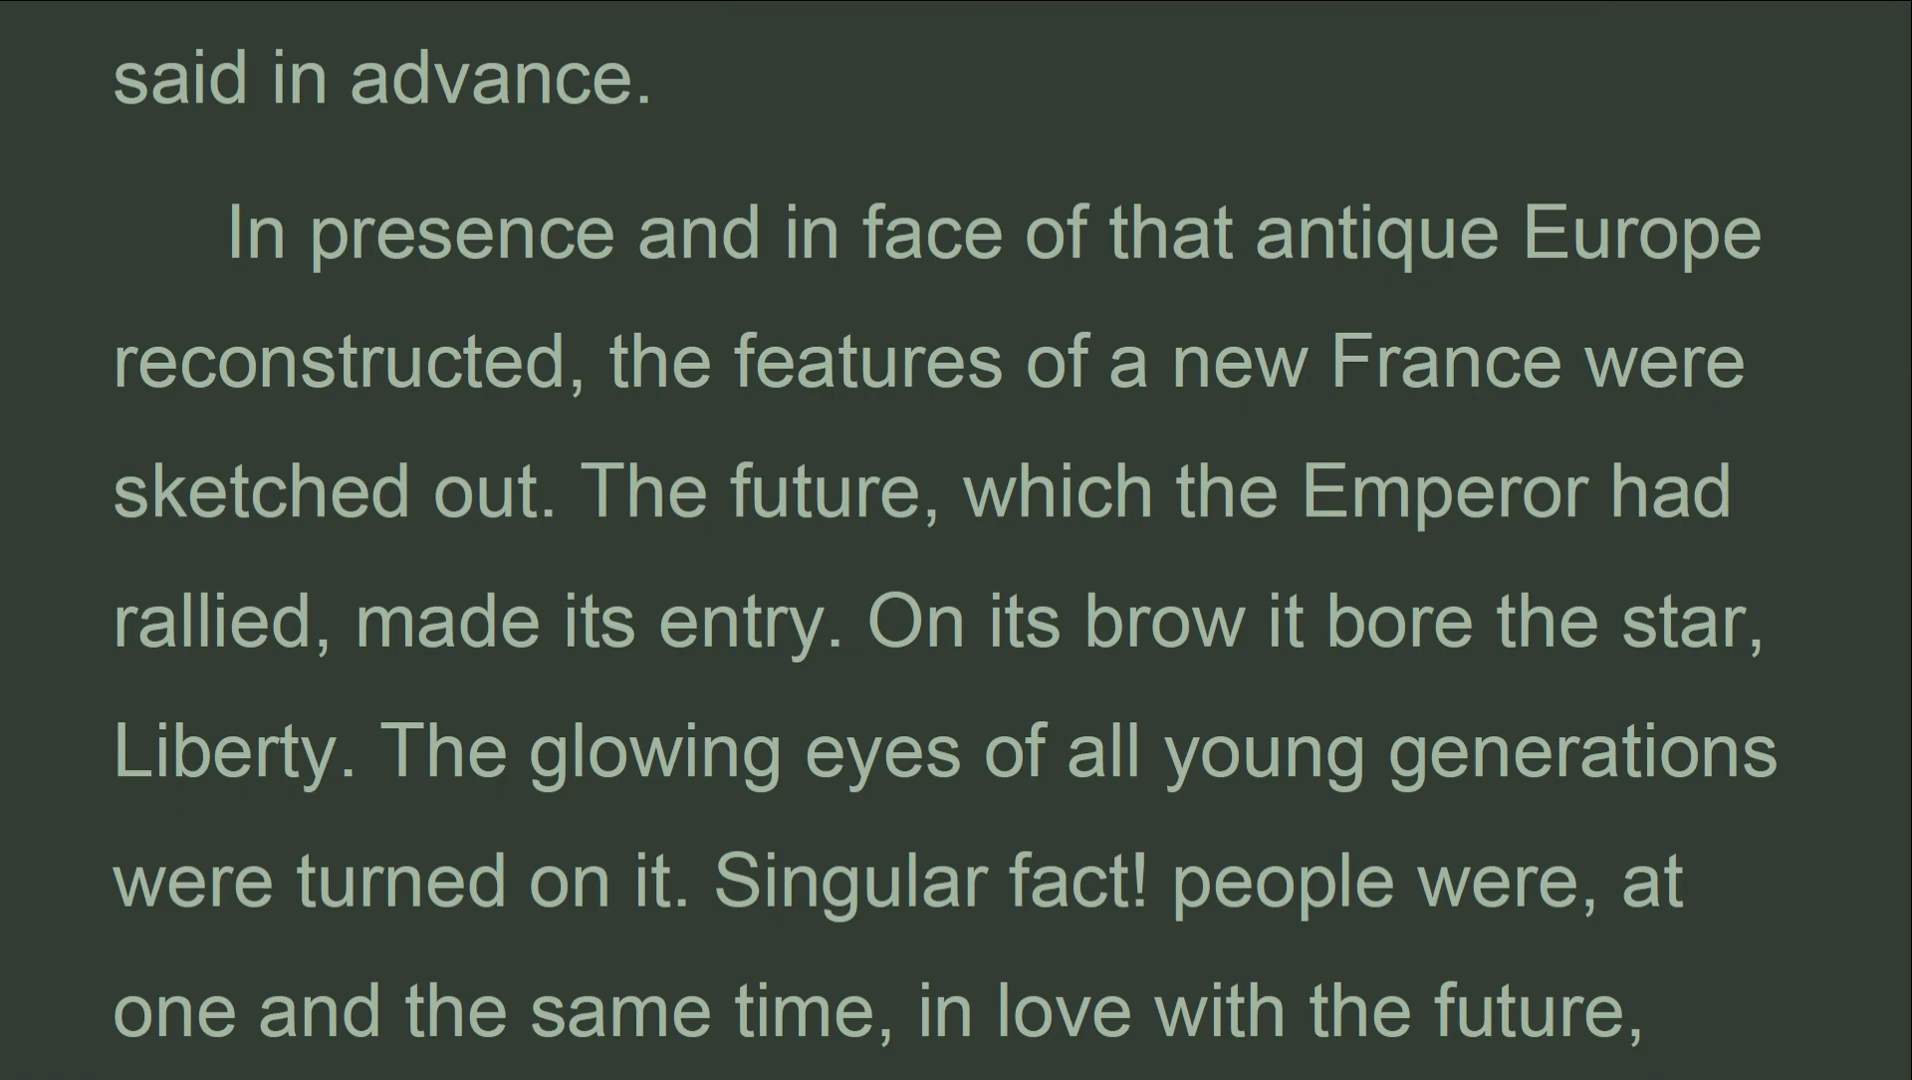 said in advance.
In presence and in face of that antique Europe
reconstructed, the features of a new France were
sketched out. The future, which the Emperor had
rallied, made its entry. On its brow it bore the star,
Liberty. The glowing eyes of all young generations
were turned on it. Singular fact! people were, at
one and the same time, in love with the future,